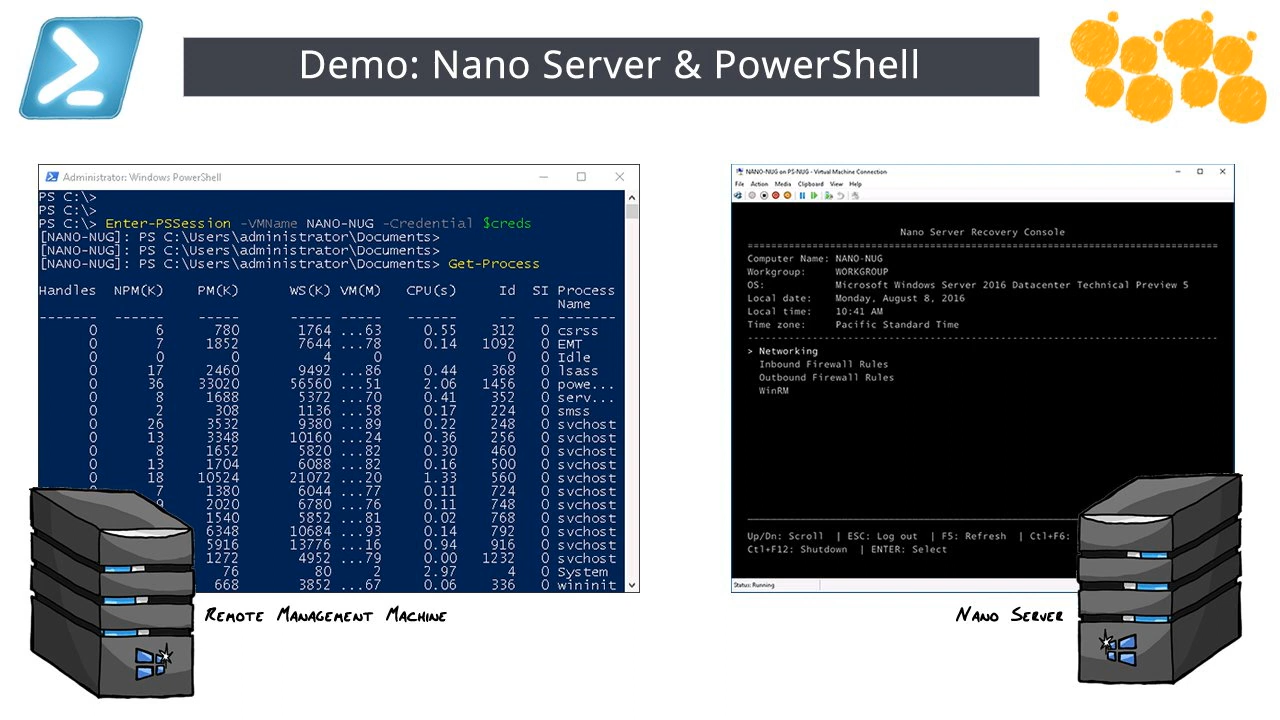 Demo: Nano Server & PowerShell
Administrator: Windows PowerShell
PS C:\>
PS C:\>
PS C:\> Enter-PSSession -VMName NANO-NUG -Credential $creds
[NANO-NUG]: PS C:\Users\administrator\Documents>
[NANO-NUG]: PS C:\Users\administrator\Documents>
[NANO-NUG]: PS C:\Users\administrator\Documents> Get-Process
Handles NPM(K) PM(K) WS(K) VM(M) CPU(s) Id SI Process
Name
------- ------ ----- ----- ----- ------ -- -- -------
0 6 780 1764 ...63 0.55 312 0 csrss
0 7 1852 7644 ...78 0.14 1092 0 EMT
0 0 0 4 0 0 0 Idle
0 17 2460 9492 ...86 0.44 368 0 lsass
0 36 33020 56560 ...51 2.06 1456 0 powe...
0 8 1688 5372 ...70 0.41 352 0 serv...
0 2 308 1136 ...58 0.17 224 0 smss
0 26 3532 9380 ...89 0.22 248 0 svchost
0 13 3348 10160 ...24 0.36 256 0 svchost
0 8 1652 5820 ...82 0.30 460 0 svchost
0 13 1704 6088 ...82 0.16 500 0 svchost
0 18 10524 21072 ...20 1.33 560 0 svchost
7 1380 6044 ...77 0.11 724 0 svchost
9 2020 6780 ...76 0.11 748 0 svchost
1540 5852 ...81 0.02 768 0 svchost
6348 10684 ...93 0.14 792 0 svchost
5916 13776 ...16 0.94 916 0 svchost
1272 4952 ...79 0.00 1232 0 svchost
76 80 2 2.97 4 0 System
668 3852 ...67 0.06 336 0 wininit
Remote Management Machine
NANO-NUG on PS-NUG - Virtual Machine Connection
File Action Media Clipboard View Help
Nano Server Recovery Console
Computer Name: NANO-NUG
Workgroup: WORKGROUP
OS: Microsoft Windows Server 2016 Datacenter Technical Preview 5
Local date: Monday, August 8, 2016
Local time: 10:41 AM
Time zone: Pacific Standard Time
> Networking
Inbound Firewall Rules
Outbound Firewall Rules
WinRM
Up/Dn: Scroll | ESC: Log out | F5: Refresh | Ctl+F6:
Ctl+F12: Shutdown | ENTER: Select
Status: Running
Nano Server